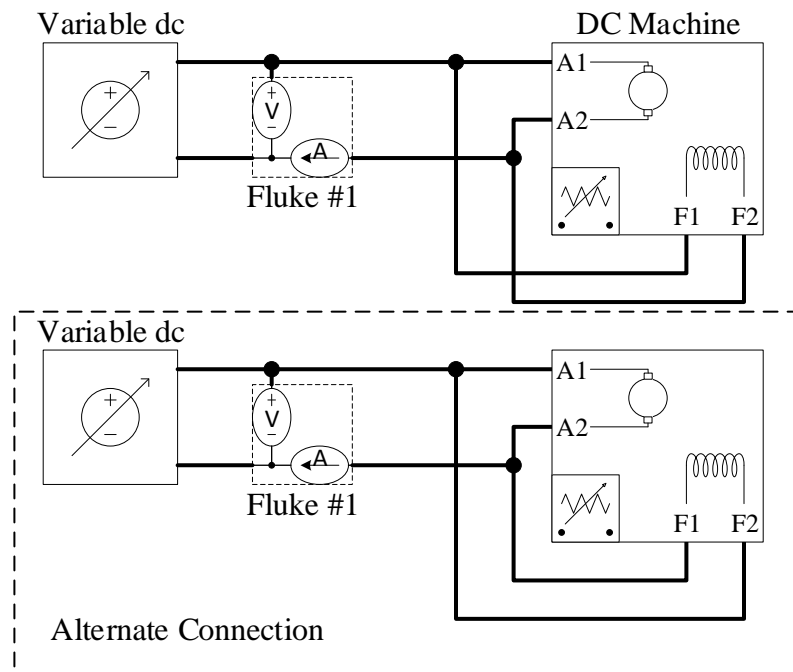 Variable dc
DC Machine
+
−
+
V
A
Fluke #1
A1
A2
F1 F2
Variable dc
+
−
+
V
A
Fluke #1
A1
A2
F1 F2
Alternate Connection